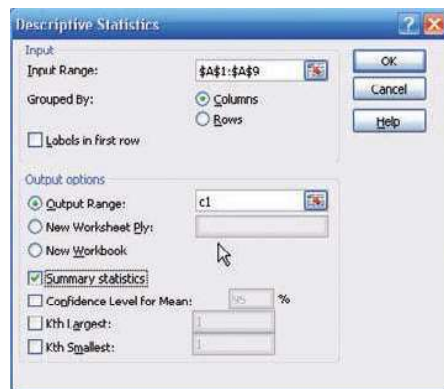 Descriptive Statistics
Input
Input Range: $A$1:$A$9
Grouped By: Columns
Rows
Labels in first row
OK
Cancel
Help
Output options
Output Range: c1
New Worksheet Ply:
New Workbook
Summary statistics
Confidence Level for Mean: 95 %
Kth Largest: 1
Kth Smallest: 1